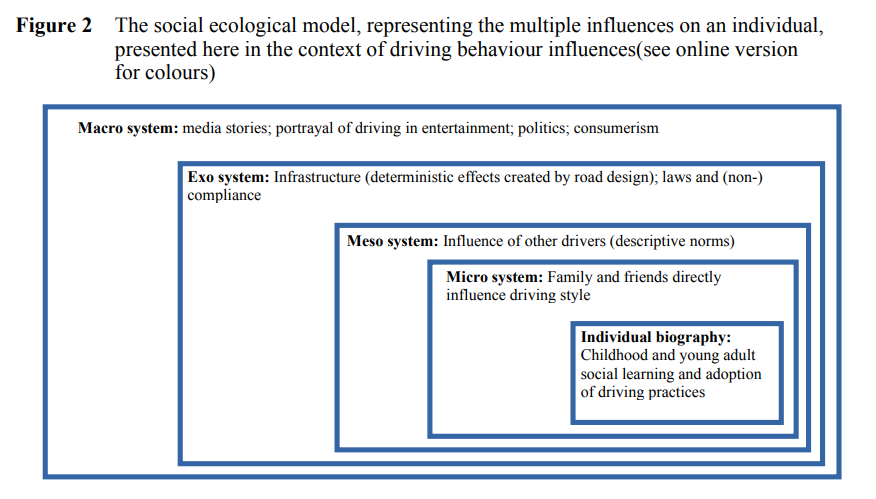 Figure 2 The social ecological model, representing the multiple influences on an individual,
presented here in the context of driving behaviour influences(see online version
for colours)
Macro system: media stories; portrayal of driving in entertainment; politics; consumerism
Exo system: Infrastructure (deterministic effects created by road design); laws and (non-)
compliance
Meso system: Influence of other drivers (descriptive norms)
Micro system: Family and friends directly
influence driving style
Individual biography:
Childhood and young adult
social learning and adoption
of driving practices